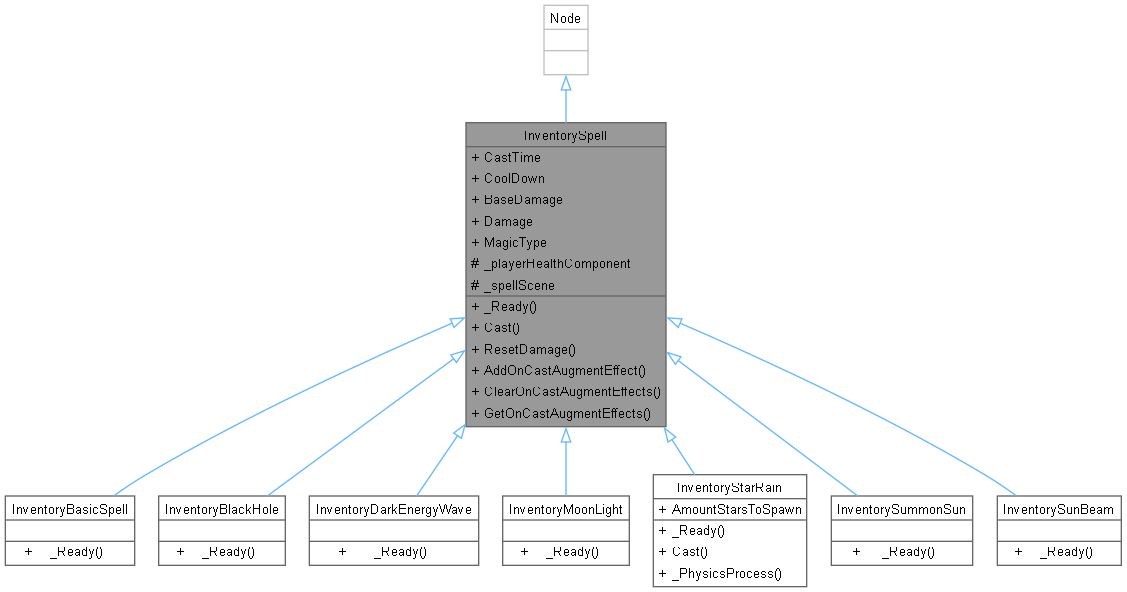 Node
InventorySpell
+ CastTime
+ CoolDown
+ BaseDamage
+ Damage
+ MagicType
# _playerHealthComponent
# _spellScene
+ _Ready()
+ Cast()
+ ResetDamage()
+ AddOnCastAugmentEffect()
+ ClearOnCastAugmentEffects()
+ GetOnCastAugmentEffects()
InventoryBasicSpell
+ _Ready()
InventoryBlackHole
+ _Ready()
InventoryDarkEnergyWave
+ _Ready()
InventoryMoonLight
+ _Ready()
InventoryStarRain
+ AmountStarsToSpawn
+ _Ready()
+ Cast()
+ _PhysicsProcess()
InventorySummonSun
+ _Ready()
InventorySunBeam
+ _Ready()